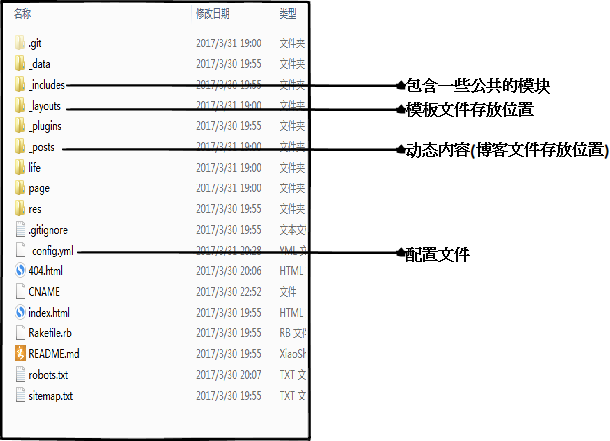 名称 修改日期 类型
.git 2017/3/31 19:00 文件夹
_data 2017/3/30 19:55 文件夹
_includes 2017/3/30 19:55 文件夹 包含一些公共的模块
_layouts 2017/3/31 19:00 文件夹 模板文件存放位置
_plugins 2017/3/30 19:55 文件夹
_posts 2017/3/31 19:00 文件夹 动态内容(博客文件存放位置)
life 2017/3/31 19:00 文件夹
page 2017/3/30 19:00 文件夹
res 2017/3/30 19:55 文件夹
.gitignore 2017/3/30 19:55 文本文
_config.yml 2017/3/31 20:28 YML 文 配置文件
404.html 2017/3/30 20:06 HTML
CNAME 2017/3/30 22:52 文件
index.html 2017/3/30 19:55 HTML
Rakefile.rb 2017/3/30 19:55 RB 文件
README.md 2017/3/30 19:55 XiaoSh
robots.txt 2017/3/30 20:07 TXT 文
sitemap.txt 2017/3/30 19:55 TXT 文